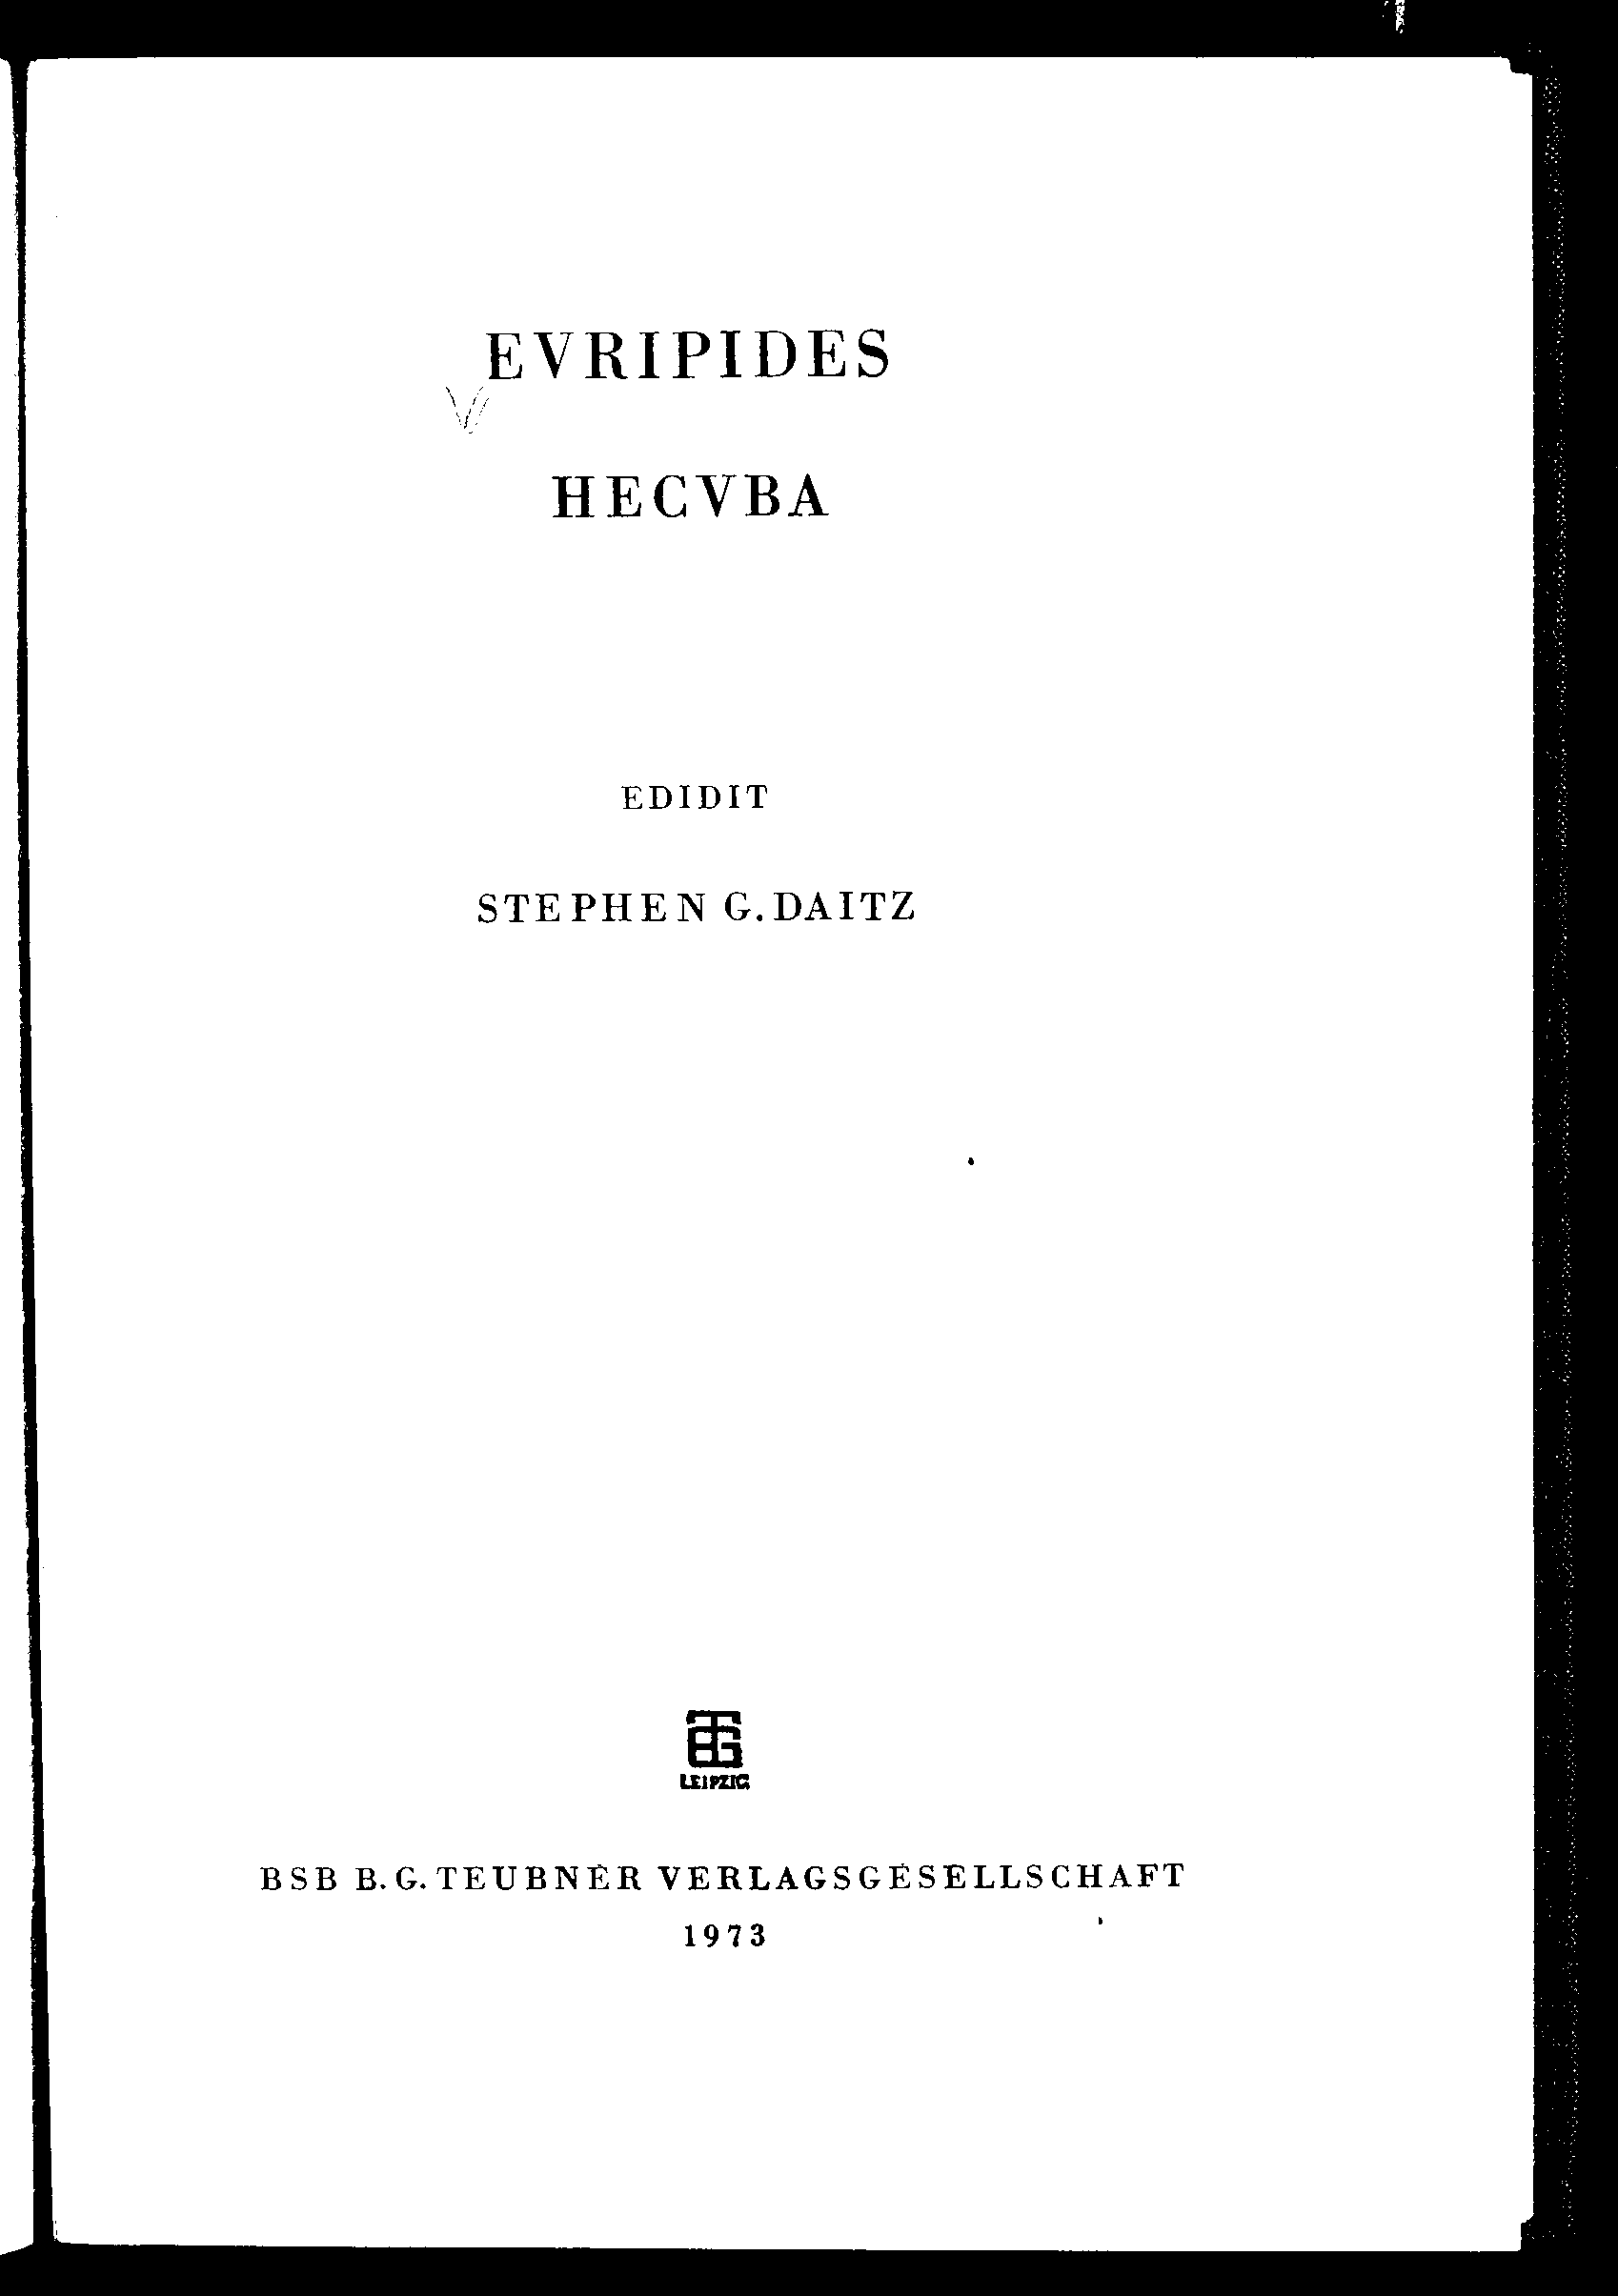 EVRIPIDES
HECVBA
EDIDIT
STEPHEN G. DAITZ
LEIPZIG
BSB B. G. TEUBNER VERLAGSGESELLSCHAFT
1973